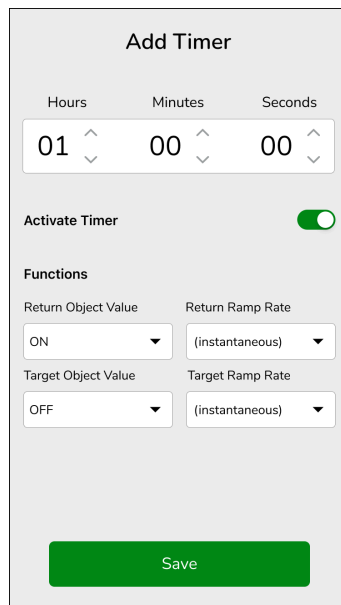 Add Timer
Hours Minutes Seconds
01 00 00
Activate Timer
Functions
Return Object Value Return Ramp Rate
ON (instantaneous)
Target Object Value Target Ramp Rate
OFF (instantaneous)
Save